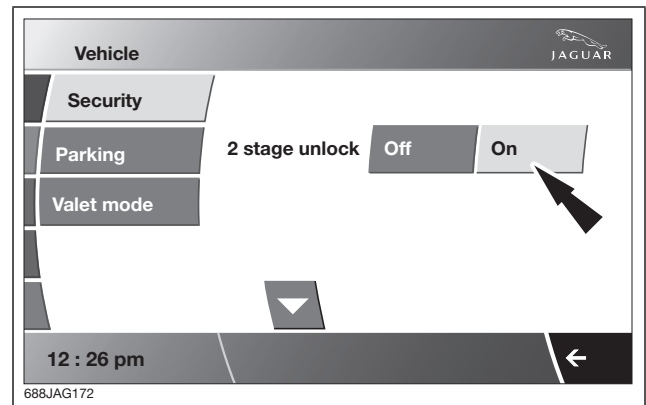 Vehicle
JAGUAR
Security
Parking
2 stage unlock Off On
Valet mode
12 : 26 pm
688JAG172